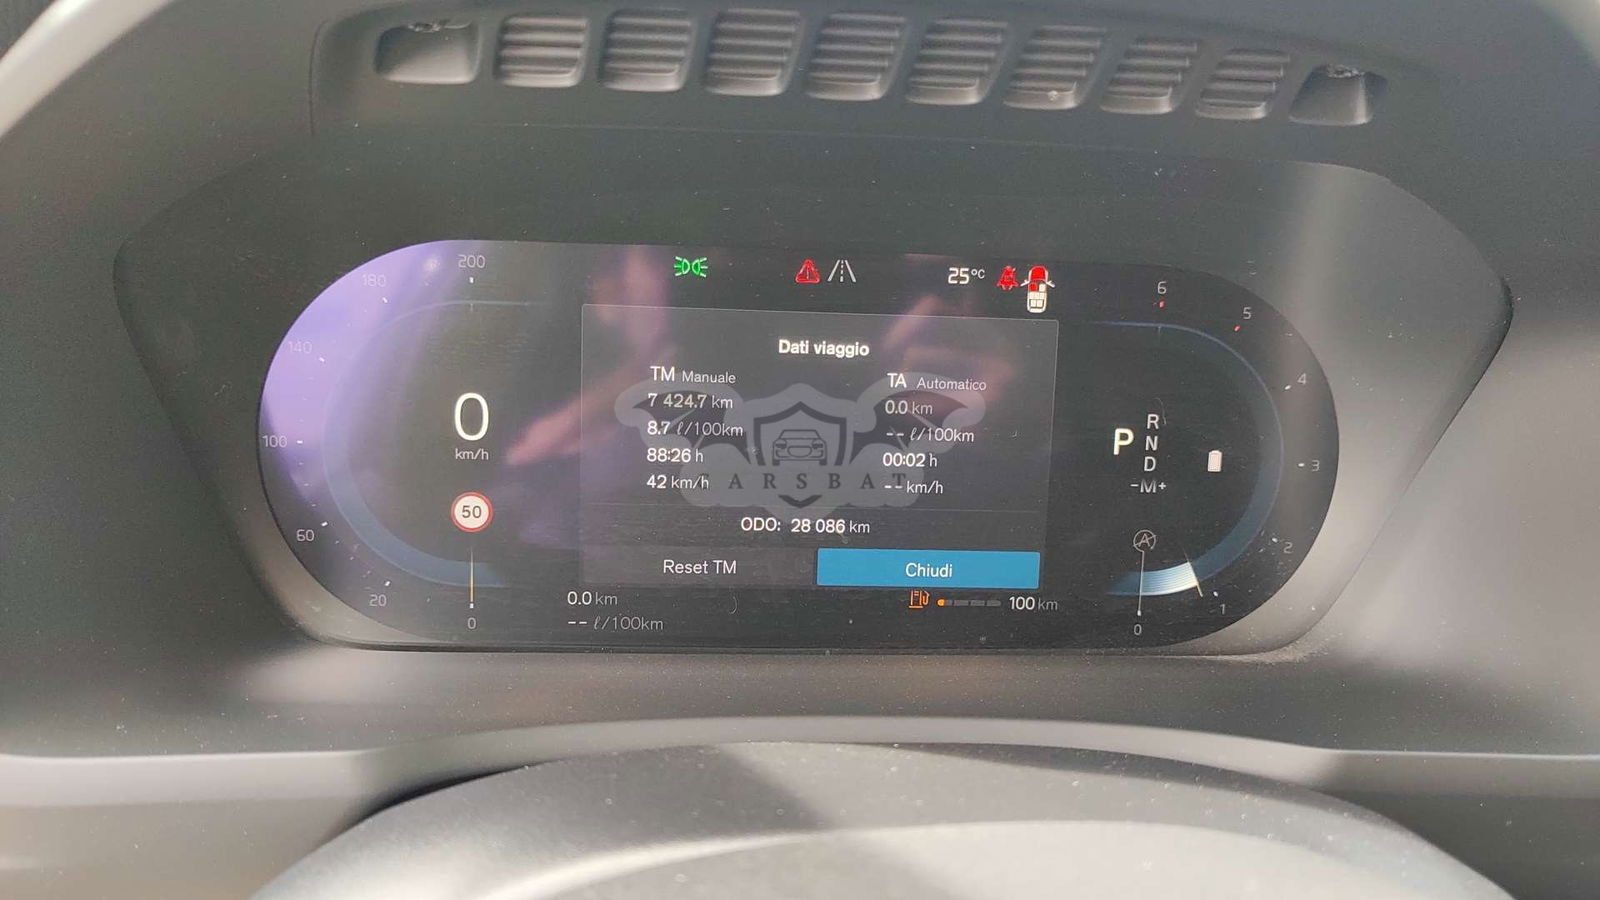 200
180
140
100
60
20
0
0
km/h
50
25°C
Dati viaggio
TM Manuale
7 424.7 km
8.7 ℓ/100km
88:26 h
42 km/h
TA Automatico
0.0 km
-- ℓ/100km
00:02 h
-- km/h
CARSBAT
ODO: 28 086 km
Reset TM
Chiudi
0.0 km
-- ℓ/100km
100 km
P
R
N
D
-M+
A
6
5
4
3
2
1
0